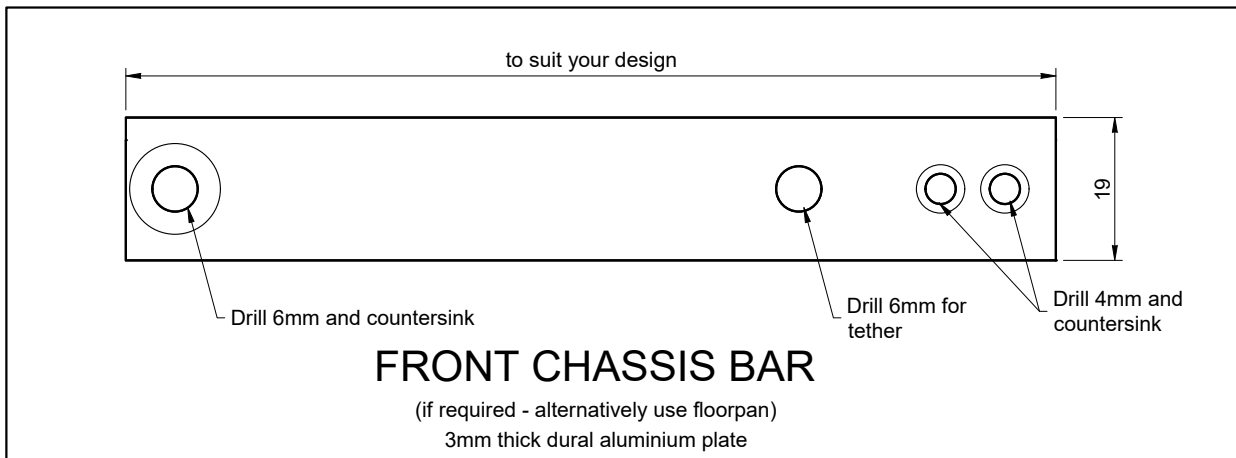 to suit your design
19
Drill 6mm and countersink
Drill 6mm for
tether
Drill 4mm and
countersink
FRONT CHASSIS BAR
(if required - alternatively use floorpan)
3mm thick dural aluminium plate